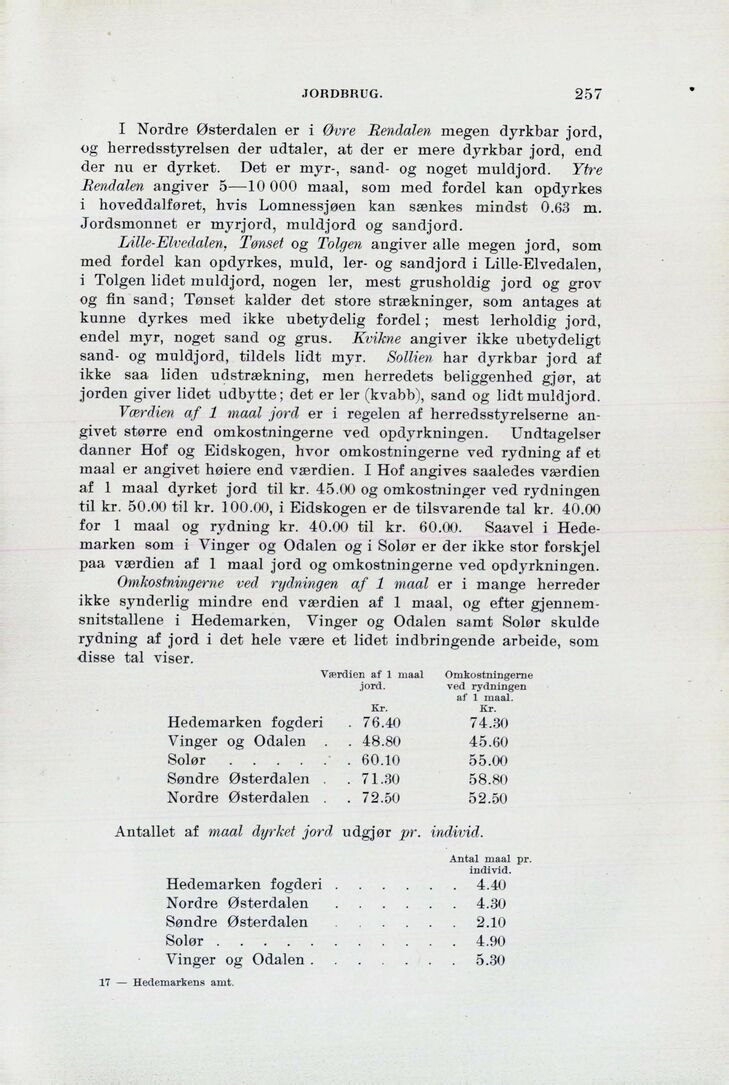 JORDBRUG. 257
I Nordre Østerdalen er i Øvre Rendalen megen dyrkbar jord,
og herredsstyrelsen der udtaler, at der er mere dyrkbar jord, end
der nu er dyrket. Det er myr-, sand- og noget muldjord. Ytre
Rendalen angiver 5—10 000 maal, som med fordel kan opdyrkes
i hoveddalføret, hvis Lomnessjøen kan sænkes mindst 0.63 m.
Jordsmonnet er myrjord, muldjord og sandjord.
Lille-Elvedalen, Tønset og Tolgen angiver alle megen jord, som
med fordel kan opdyrkes, muld, ler- og sandjord i Lille-Elvedalen,
i Tolgen lidet muldjord, nogen ler, mest grusholdig jord og grov
og fin sand; Tønset kalder det store strækninger, som antages at
kunne dyrkes med ikke ubetydelig fordel; mest lerholdig jord,
endel myr, noget sand og grus. Kvikne angiver ikke ubetydeligt
sand- og muldjord, tildels lidt myr. Sollien har dyrkbar jord af
ikke saa liden udstrækning, men herredets beliggenhed gjør, at
jorden giver lidet udbytte; det er ler (kvabb), sand og lidt muldjord.
Værdien af 1 maal jord er i regelen af herredsstyrelserne an-
givet større end omkostningerne ved opdyrkningen. Undtagelser
danner Hof og Eidskogen, hvor omkostningerne ved rydning af et
maal er angivet høiere end værdien. I Hof angives saaledes værdien
af 1 maal dyrket jord til kr. 45.00 og omkostninger ved rydningen
til kr. 50.00 til kr. 100.00, i Eidskogen er de tilsvarende tal kr. 40.00
for 1 maal og rydning kr. 40.00 til kr. 60.00. Saavel i Hede-
marken som i Vinger og Odalen og i Solør er der ikke stor forskjel
paa værdien af 1 maal jord og omkostningerne ved opdyrkningen.
Omkostningerne ved rydningen af 1 maal er i mange herreder
ikke synderlig mindre end værdien af 1 maal, og efter gjennem-
snitstallene i Hedemarken, Vinger og Odalen samt Solør skulde
rydning af jord i det hele være et lidet indbringende arbeide, som
disse tal viser.
Værdien af 1 maal Omkostningerne
jord. ved rydningen
af 1 maal.
Kr. Kr.
Hedemarken fogderi . 76.40 74.30
Vinger og Odalen . . 48.80 45.60
Solør . . . . . . 60.10 55.00
Søndre Østerdalen . . 71.30 58.80
Nordre Østerdalen . . 72.50 52.50
Antallet af maal dyrket jord udgjør pr. individ.
Antal maal pr.
individ.
Hedemarken fogderi . . . . . . 4.40
Nordre Østerdalen . . . . . . 4.30
Søndre Østerdalen . . . . . . 2.10
Solør . . . . . . . . . . . 4.90
Vinger og Odalen . . . . . . . 5.30
17 — Hedemarkens amt.